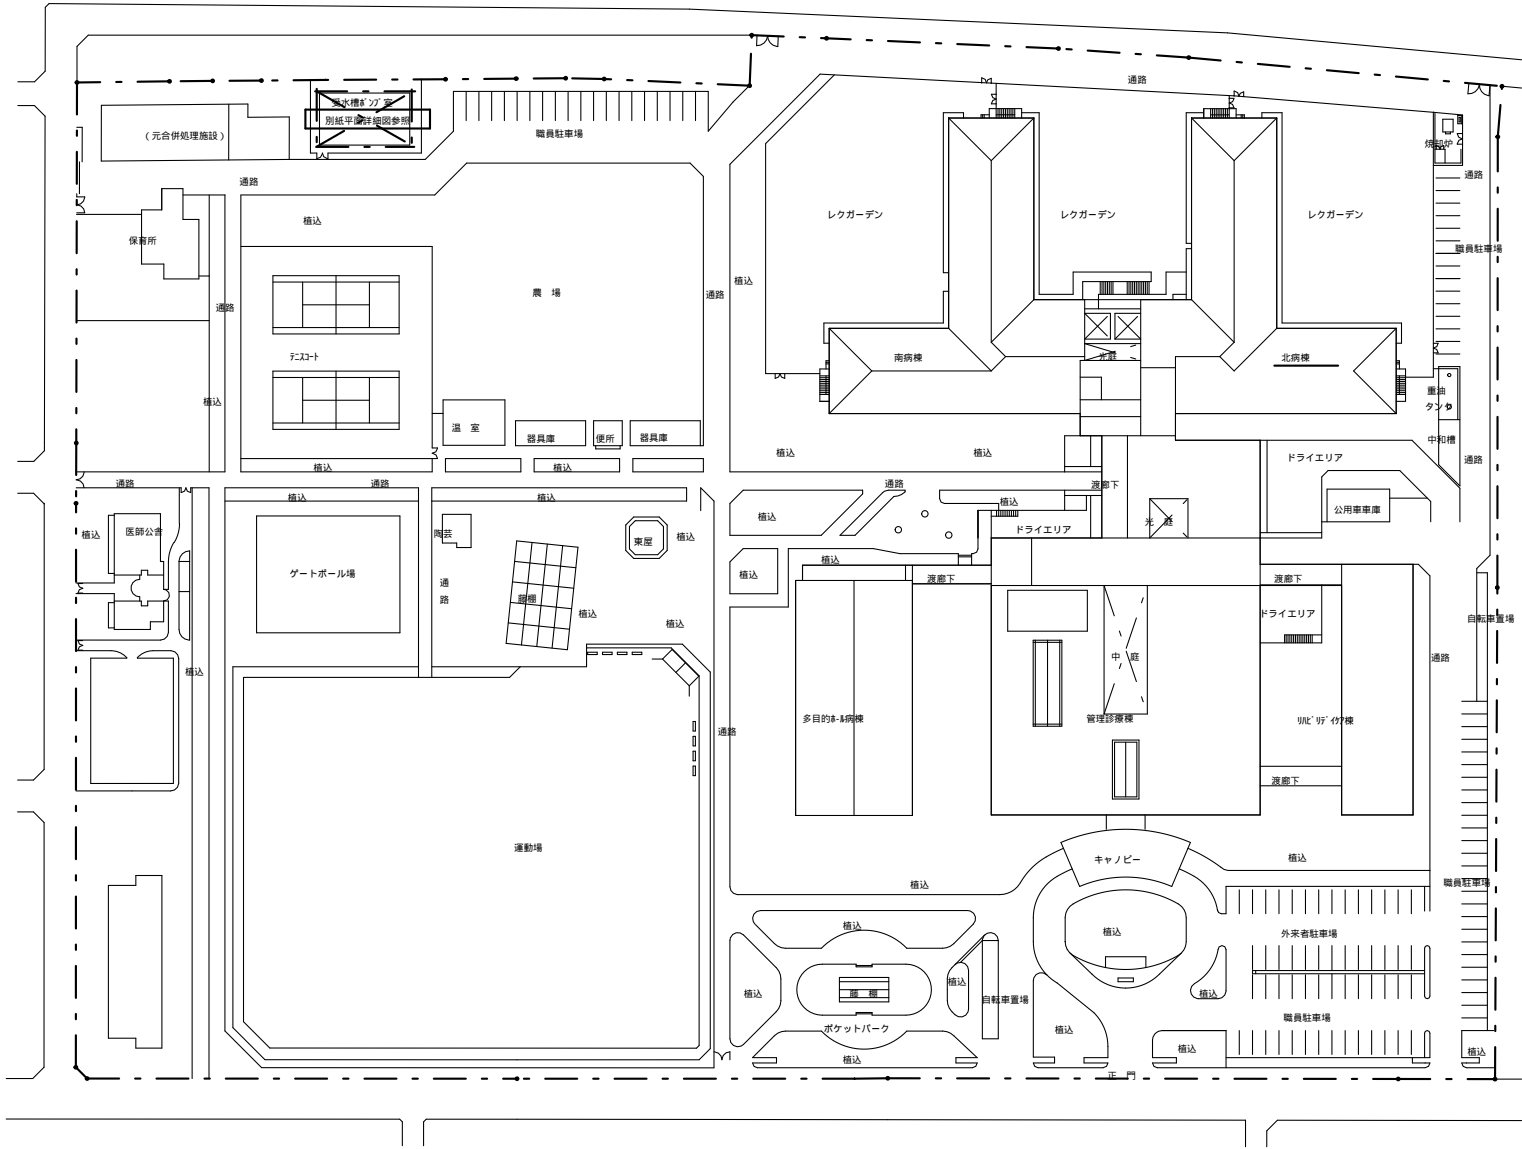 通路
受水槽ポンプ室
別紙平面詳細図参照
(元合併処理施設)
職員駐車場
焼却炉
通路
通路
レクガーデン
レクガーデン
レクガーデン
植込
保育所
職員駐車場
植込
農　場
通路
通路
テニスコート
南病棟
光庭
北病棟
重油
タンク
植込
温　室
器具庫
便所
器具庫
中和槽
植込
植込
ドライエリア
通路
植込
植込
通路
通路
通路
渡廊下
植込
植込
植込
公用車車庫
植込
ドライエリア
光　庭
植込
医師公舎
陶芸
東屋
植込
植込
ゲートボール場
植込
渡廊下
渡廊下
通
路
藤棚
植込
植込
ドライエリア
自転車置場
中　庭
通路
植込
多目的ホール病棟
管理診療棟
リハビリデイケア棟
通路
渡廊下
運動場
キャノピー
植込
植込
職員駐車場
植込
植込
外来者駐車場
植込
藤　棚
植込
自転車置場
植込
職員駐車場
ポケットパーク
植込
植込
植込
植込
正　門